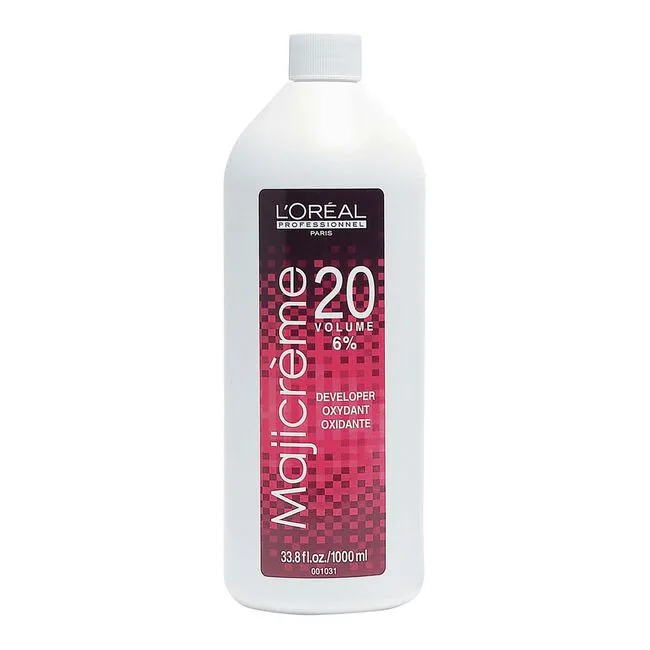 L'ORÉAL
PROFESSIONNEL
PARIS
Majicrème
20
VOLUME
6%
DEVELOPER
OXYDANT
OXIDANTE
33.8 fl.oz./1000 ml
001031